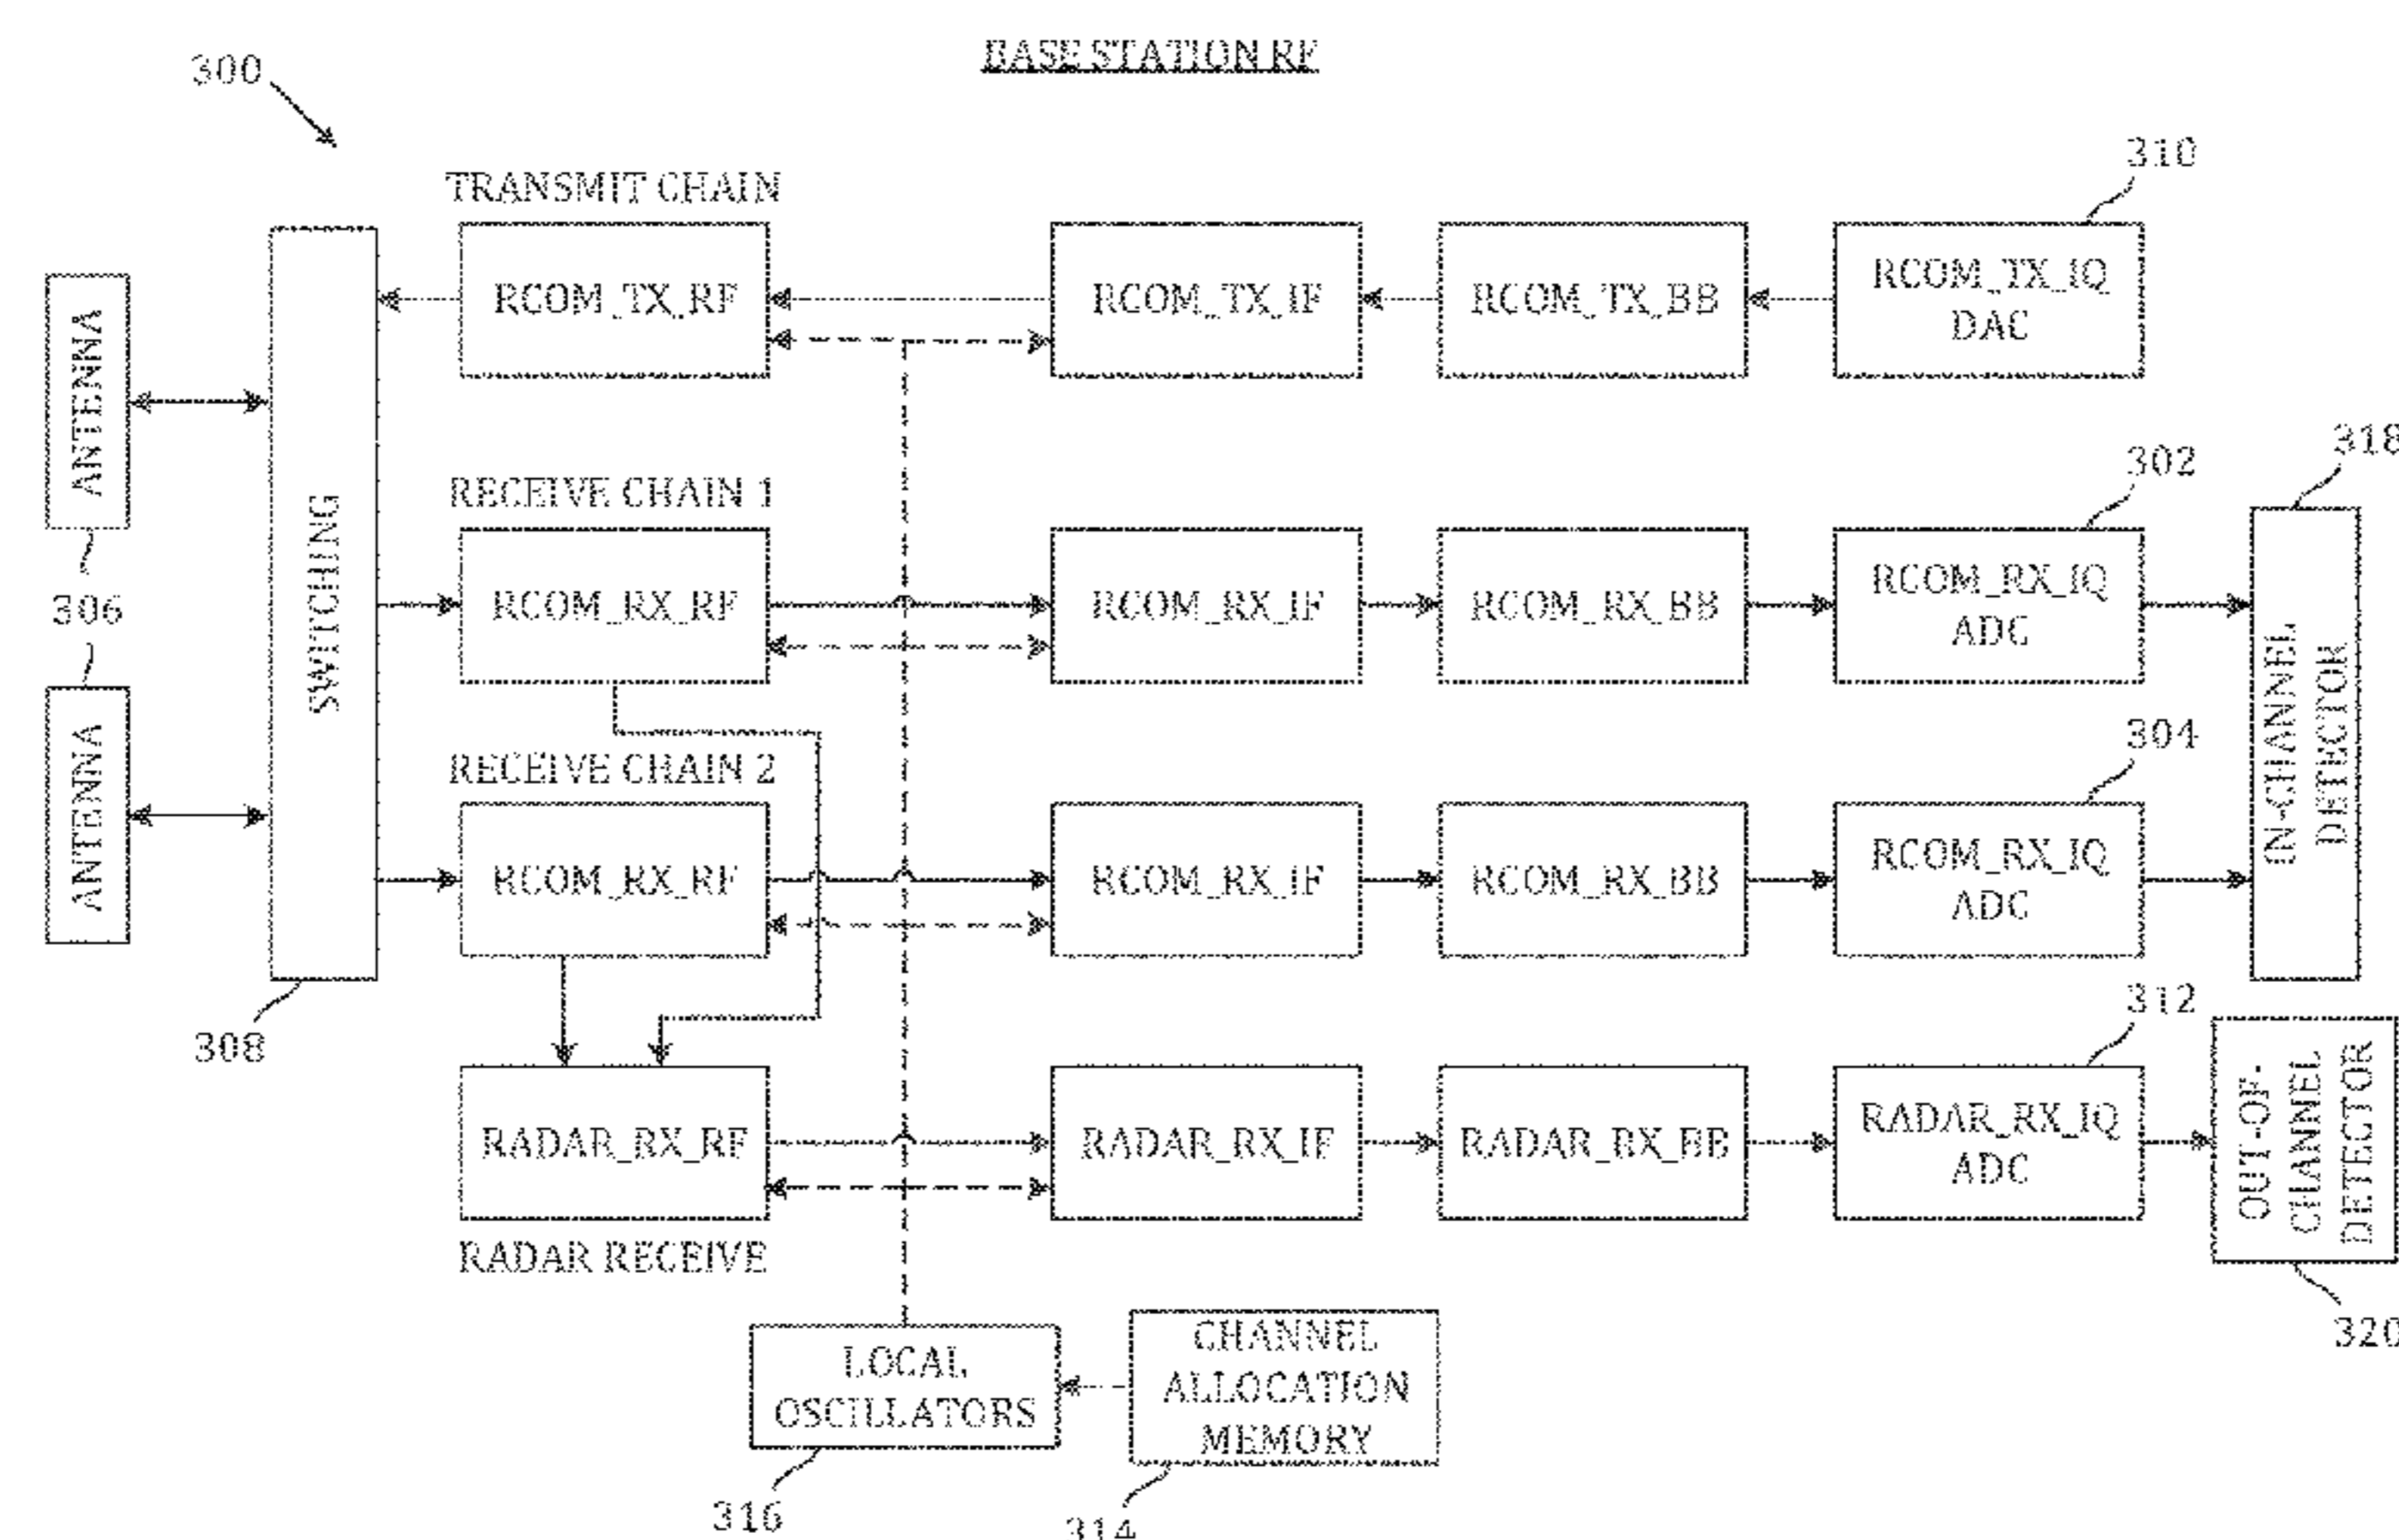 BASE STATION RF
300
310
TRANSMIT CHAIN
ANTENNA
SWITCHING
RCOM_TX_RF
RCOM_TX_IF
RCOM_TX_BB
RCOM_TX_IQ
DAC
318
302
RECEIVE CHAIN 1
RCOM_RX_RF
RCOM_RX_IF
RCOM_RX_BB
RCOM_RX_IQ
ADC
306
IN-CHANNEL
DETECTOR
304
RECEIVE CHAIN 2
ANTENNA
RCOM_RX_RF
RCOM_RX_IF
RCOM_RX_BB
RCOM_RX_IQ
ADC
308
312
RADAR_RX_RF
RADAR_RX_IF
RADAR_RX_BB
RADAR_RX_IQ
ADC
OUT-OF-
CHANNEL
DETECTOR
RADAR RECEIVE
320
LOCAL
OSCILLATORS
CHANNEL
ALLOCATION
MEMORY
316
314